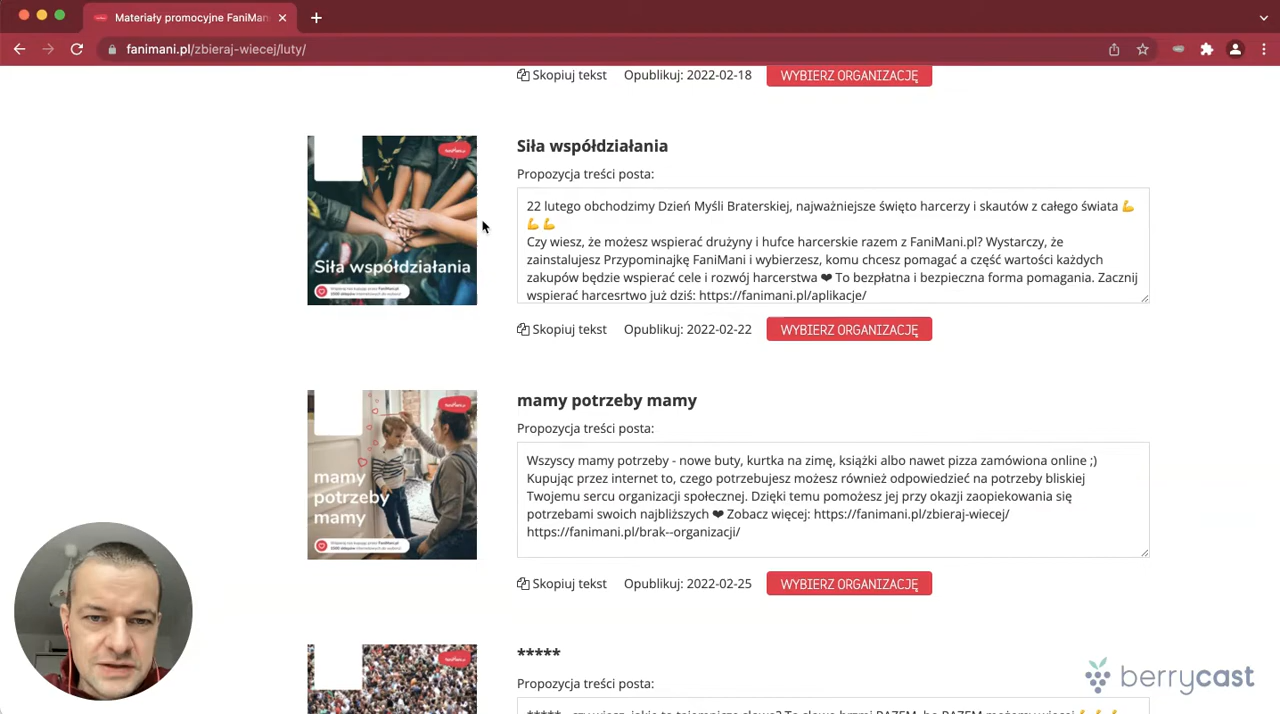 Materiały promocyjne FaniMani
fanimani.pl/zbieraj-wiecej/luty/
Skopiuj tekst Opublikuj: 2022-02-18 WYBIERZ ORGANIZACJĘ
FaniMani.pl
Siła współdziałania
Siła współdziałania
Propozycja treści posta:
22 lutego obchodzimy Dzień Myśli Braterskiej, najważniejsze święto harcerzy i skautów z całego świata 💪
💪 💪
Czy wiesz, że możesz wspierać drużyny i hufce harcerskie razem z FaniMani.pl? Wystarczy, że
zainstalujesz Przypominajkę FaniMani i wybierzesz, komu chcesz pomagać a część wartości każdych
zakupów będzie wspierać cele i rozwój harcerstwa ❤ To bezpłatna i bezpieczna forma pomagania. Zacznij
wspierać harcesrtwo już dziś: https://fanimani.pl/aplikacje/
Skopiuj tekst Opublikuj: 2022-02-22 WYBIERZ ORGANIZACJĘ
FaniMani.pl
mamy
potrzeby
mamy
mamy potrzeby mamy
Propozycja treści posta:
Wszyscy mamy potrzeby - nowe buty, kurtka na zimę, książki albo nawet pizza zamówiona online ;)
Kupując przez internet to, czego potrzebujesz możesz również odpowiedzieć na potrzeby bliskiej
Twojemu sercu organizacji społecznej. Dzięki temu pomożesz jej przy okazji zaopiekowania się
potrzebami swoich najbliższych ❤ Zobacz więcej: https://fanimani.pl/zbieraj-wiecej/
https://fanimani.pl/brak--organizacji/
Skopiuj tekst Opublikuj: 2022-02-25 WYBIERZ ORGANIZACJĘ
FaniMani.pl
*****
Propozycja treści posta:
berrycast